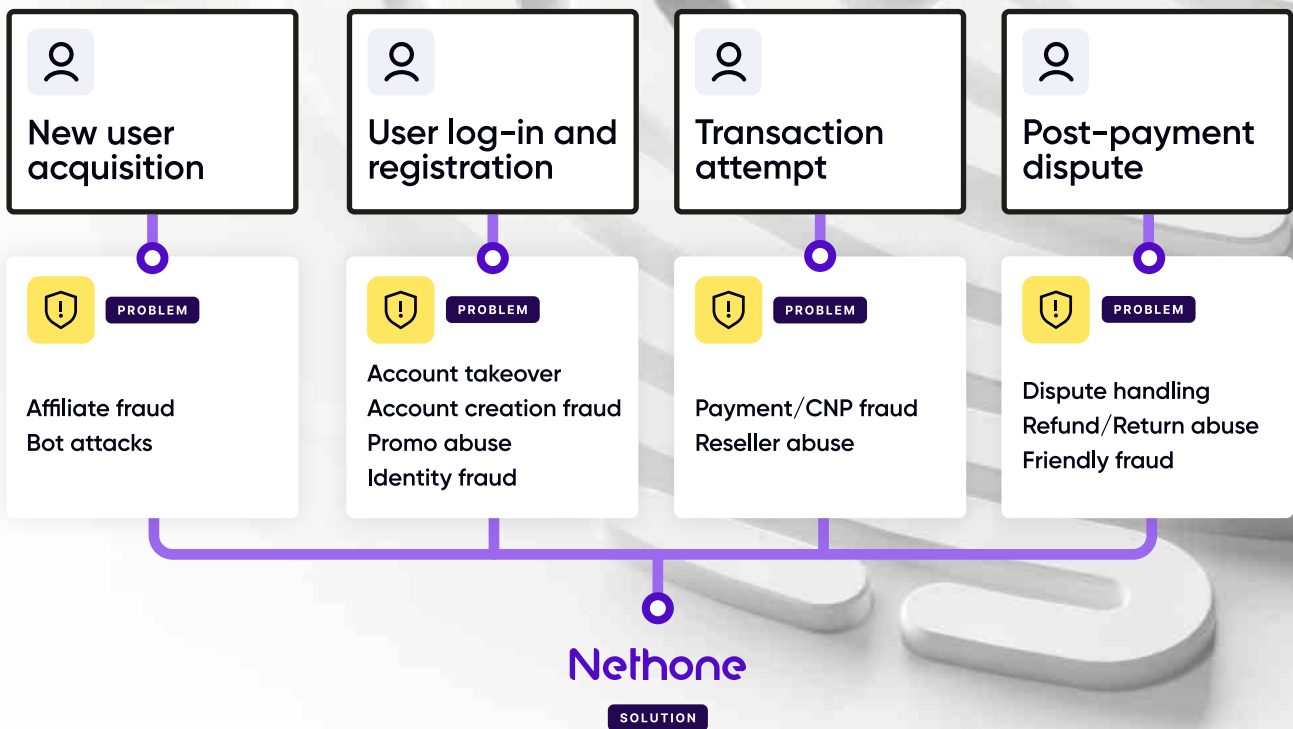 New user
acquisition
User log-in and
registration
Transaction
attempt
Post-payment
dispute
PROBLEM
Affiliate fraud
Bot attacks
PROBLEM
Account takeover
Account creation fraud
Promo abuse
Identity fraud
PROBLEM
Payment/CNP fraud
Reseller abuse
PROBLEM
Dispute handling
Refund/Return abuse
Friendly fraud
Nethone
SOLUTION